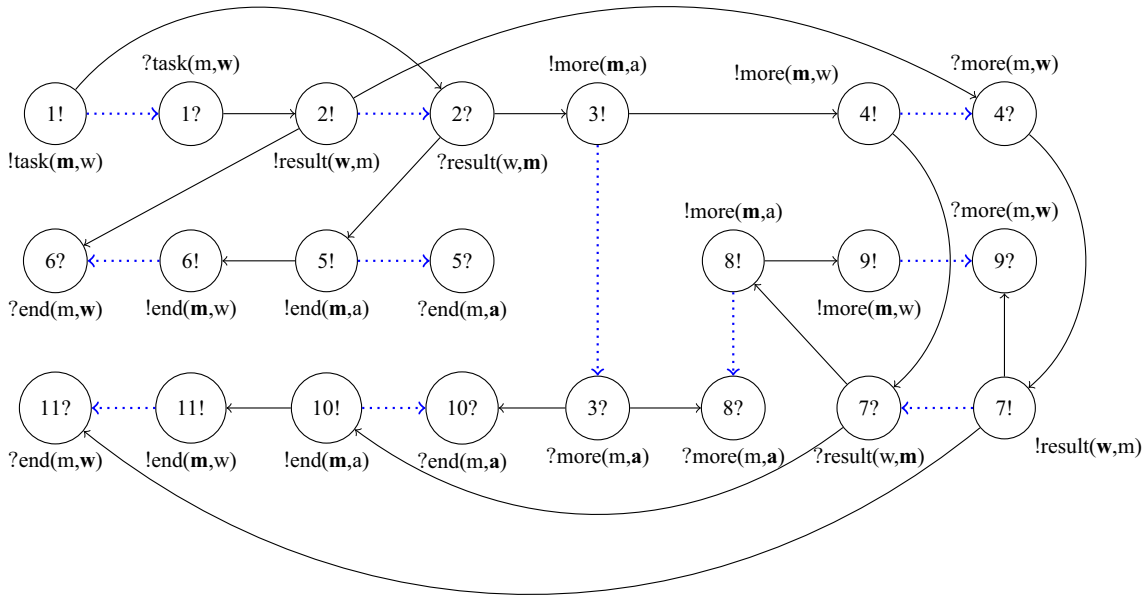 !more(m,a)
?task(m,w)
!more(m,w)
?more(m,w)
1!
1?
2!
2?
3!
4!
4?
!task(m,w)
!result(w,m)
?result(w,m)
!more(m,a)
?more(m,w)
6?
6!
5!
5?
8!
9!
9?
?end(m,w)
!end(m,w)
!end(m,a)
?end(m,a)
!more(m,w)
11?
11!
10!
10?
3?
8?
7?
7!
?end(m,w)
!end(m,w)
!end(m,a)
?end(m,a)
?more(m,a)
?more(m,a)
?result(w,m)
!result(w,m)